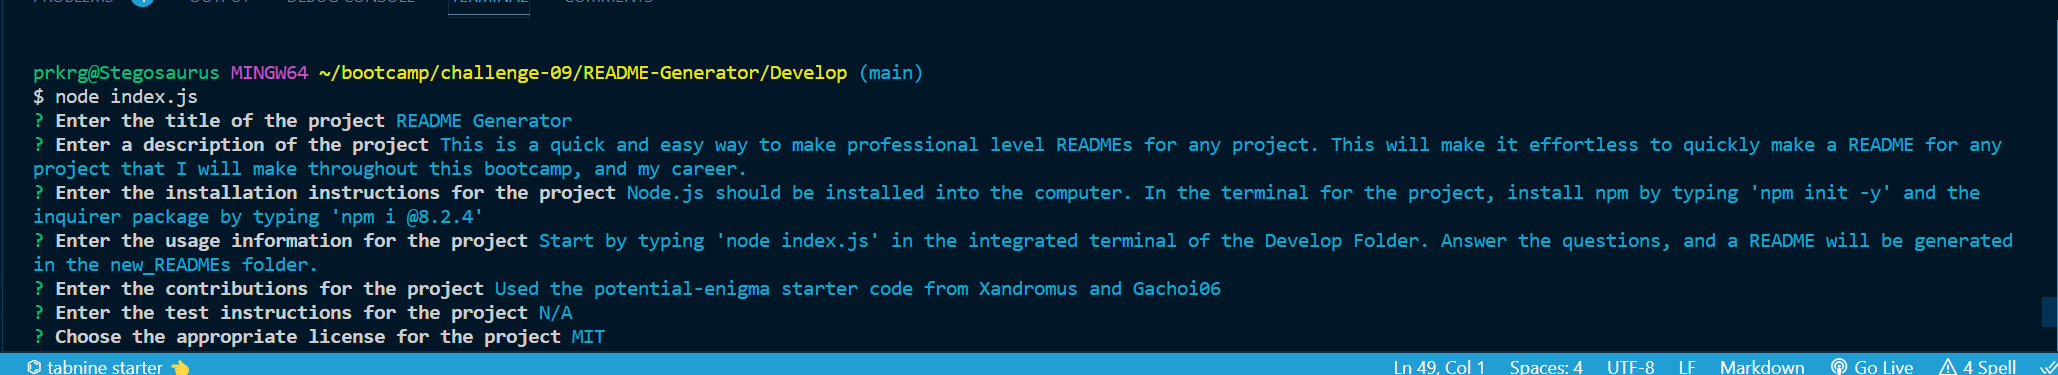 PROBLEMS OUTPUT DEBUG CONSOLE TERMINAL COMMENTS
prkrg@Stegosaurus MINGW64 ~/bootcamp/challenge-09/README-Generator/Develop (main)
$ node index.js
? Enter the title of the project README Generator
? Enter a description of the project This is a quick and easy way to make professional level READMEs for any project. This will make it effortless to quickly make a README for any
project that I will make throughout this bootcamp, and my career.
? Enter the installation instructions for the project Node.js should be installed into the computer. In the terminal for the project, install npm by typing 'npm init -y' and the
inquirer package by typing 'npm i @8.2.4'
? Enter the usage information for the project Start by typing 'node index.js' in the integrated terminal of the Develop Folder. Answer the questions, and a README will be generated
in the new_READMEs folder.
? Enter the contributions for the project Used the potential-enigma starter code from Xandromus and Gachoi06
? Enter the test instructions for the project N/A
? Choose the appropriate license for the project MIT
tabnine starter 👈 Ln 49, Col 1 Spaces: 4 UTF-8 LF Markdown Go Live 4 Spell